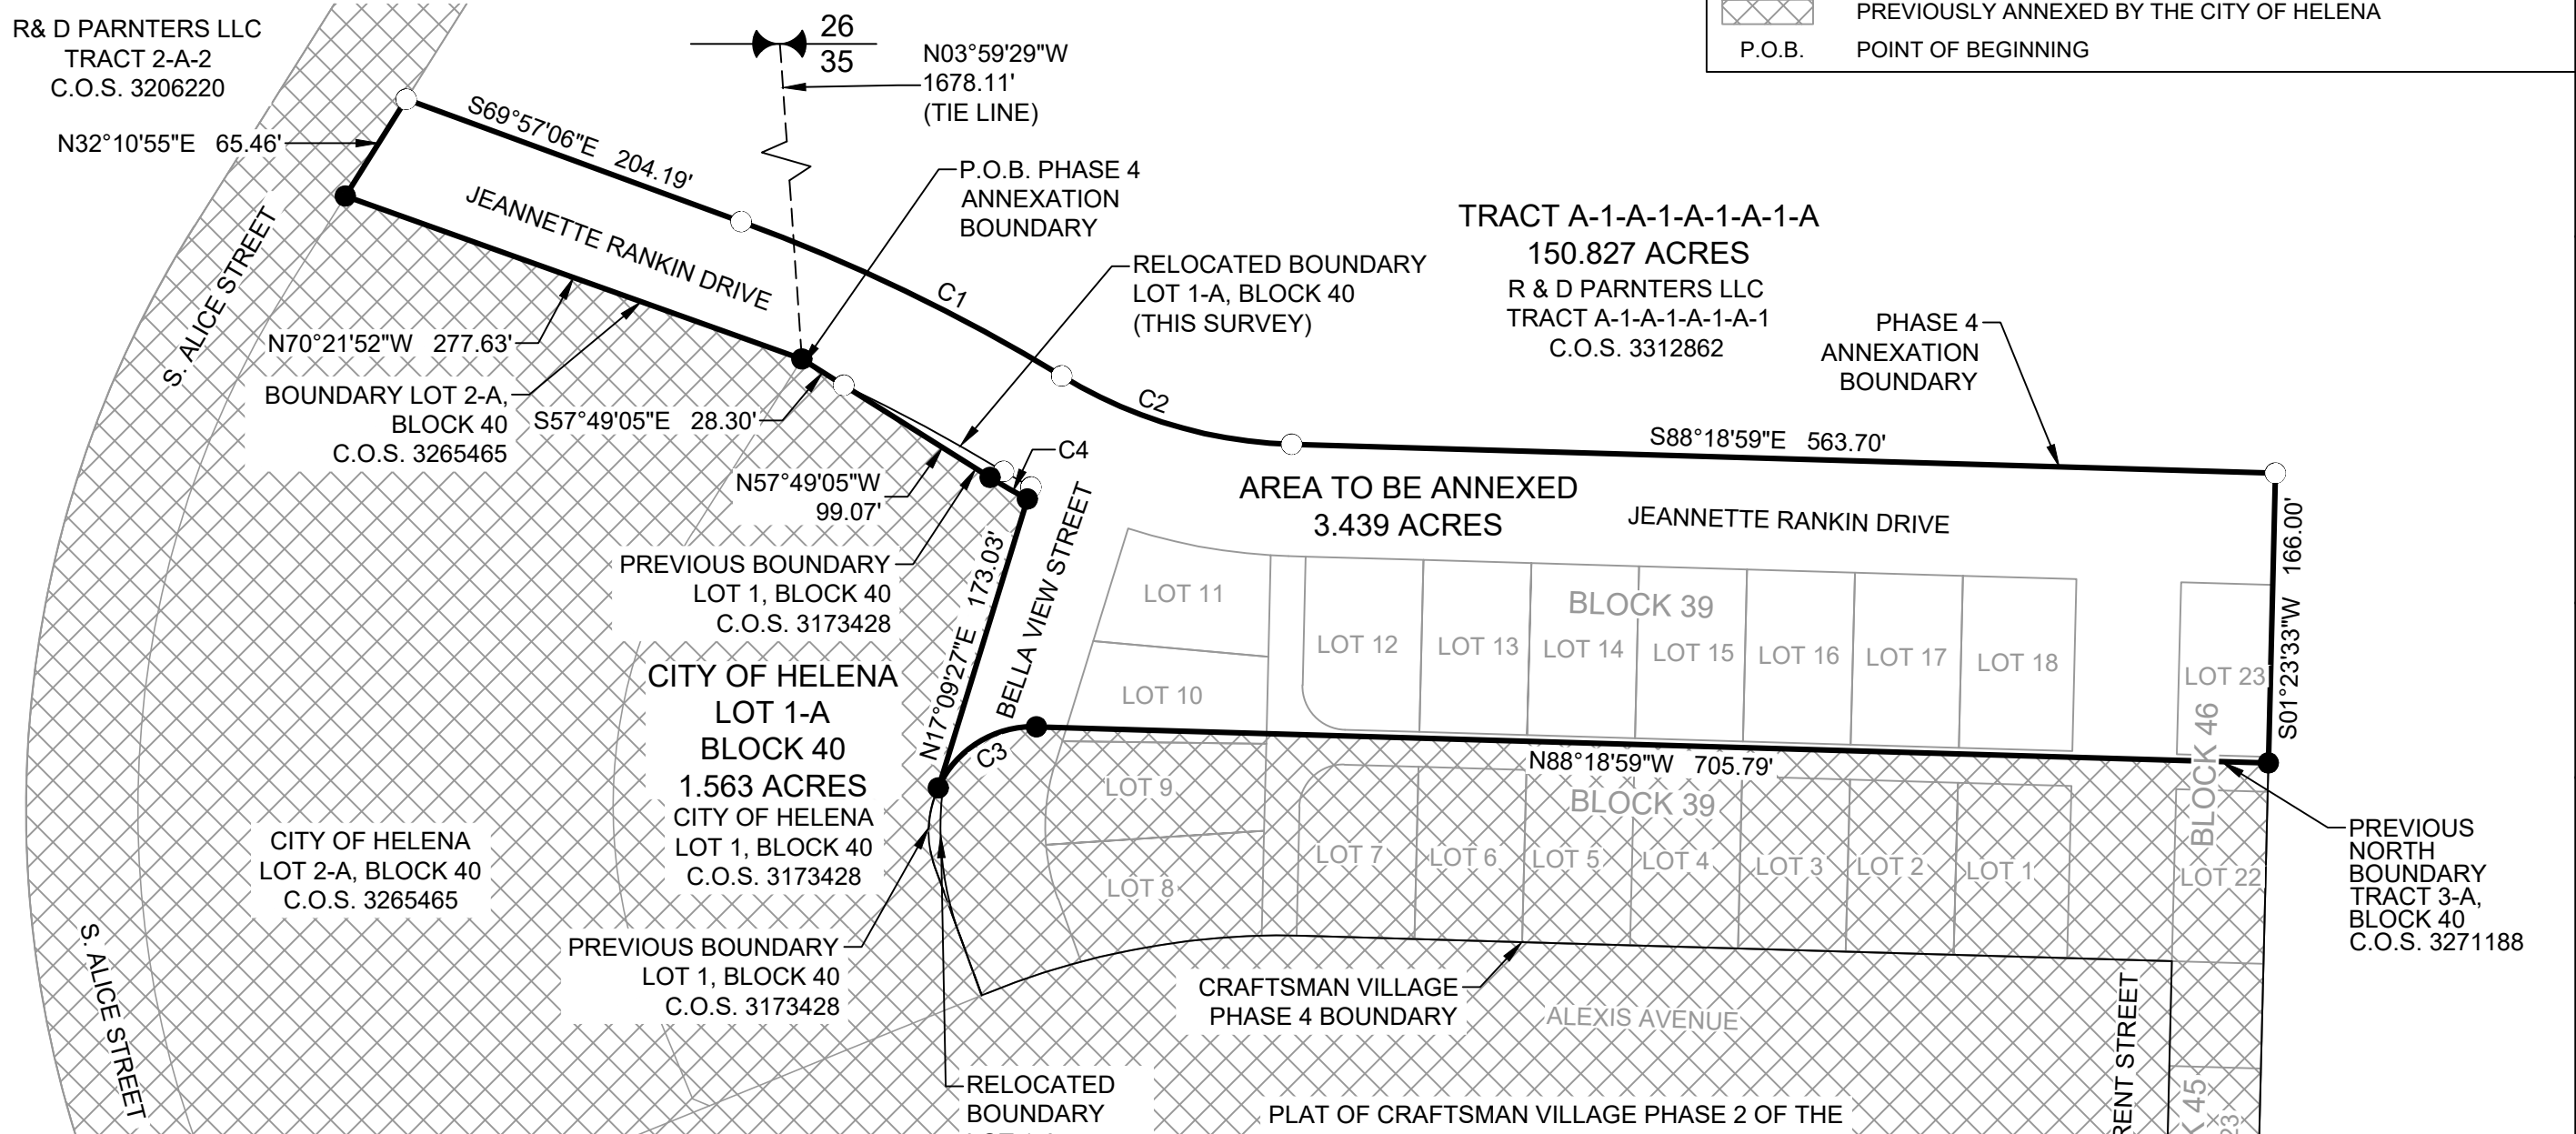 R& D PARNTERS LLC
TRACT 2-A-2
C.O.S. 3206220
N32°10'55"E 65.46'
S69°57'06"E 204.19'
26
35
N03°59'29"W
1678.11'
(TIE LINE)
PREVIOUSLY ANNEXED BY THE CITY OF HELENA
P.O.B. POINT OF BEGINNING
P.O.B. PHASE 4
ANNEXATION
BOUNDARY
JEANNETTE RANKIN DRIVE
S. ALICE STREET
C1
RELOCATED BOUNDARY
LOT 1-A, BLOCK 40
(THIS SURVEY)
TRACT A-1-A-1-A-1-A-1-A
150.827 ACRES
R & D PARNTERS LLC
TRACT A-1-A-1-A-1-A-1
C.O.S. 3312862
PHASE 4
ANNEXATION
BOUNDARY
N70°21'52"W 277.63'
BOUNDARY LOT 2-A,
BLOCK 40
C.O.S. 3265465
S57°49'05"E 28.30'
C2
C4
S88°18'59"E 563.70'
N57°49'05"W
99.07'
AREA TO BE ANNEXED
3.439 ACRES
JEANNETTE RANKIN DRIVE
166.00'
S01°23'33"W
PREVIOUS BOUNDARY
LOT 1, BLOCK 40
C.O.S. 3173428
N17°09'27"E 173.03'
BELLA VIEW STREET
C3
LOT 11
LOT 10
BLOCK 39
LOT 12
LOT 13
LOT 14
LOT 15
LOT 16
LOT 17
LOT 18
LOT 23
BLOCK 46
CITY OF HELENA
LOT 1-A
BLOCK 40
1.563 ACRES
CITY OF HELENA
LOT 1, BLOCK 40
C.O.S. 3173428
N88°18'59"W 705.79'
LOT 9
LOT 8
BLOCK 39
LOT 7
LOT 6
LOT 5
LOT 4
LOT 3
LOT 2
LOT 1
LOT 22
PREVIOUS
NORTH
BOUNDARY
TRACT 3-A,
BLOCK 40
C.O.S. 3271188
CITY OF HELENA
LOT 2-A, BLOCK 40
C.O.S. 3265465
S. ALICE STREET
PREVIOUS BOUNDARY
LOT 1, BLOCK 40
C.O.S. 3173428
CRAFTSMAN VILLAGE
PHASE 4 BOUNDARY
ALEXIS AVENUE
RENT STREET
K 45
23
RELOCATED
BOUNDARY
PLAT OF CRAFTSMAN VILLAGE PHASE 2 OF THE